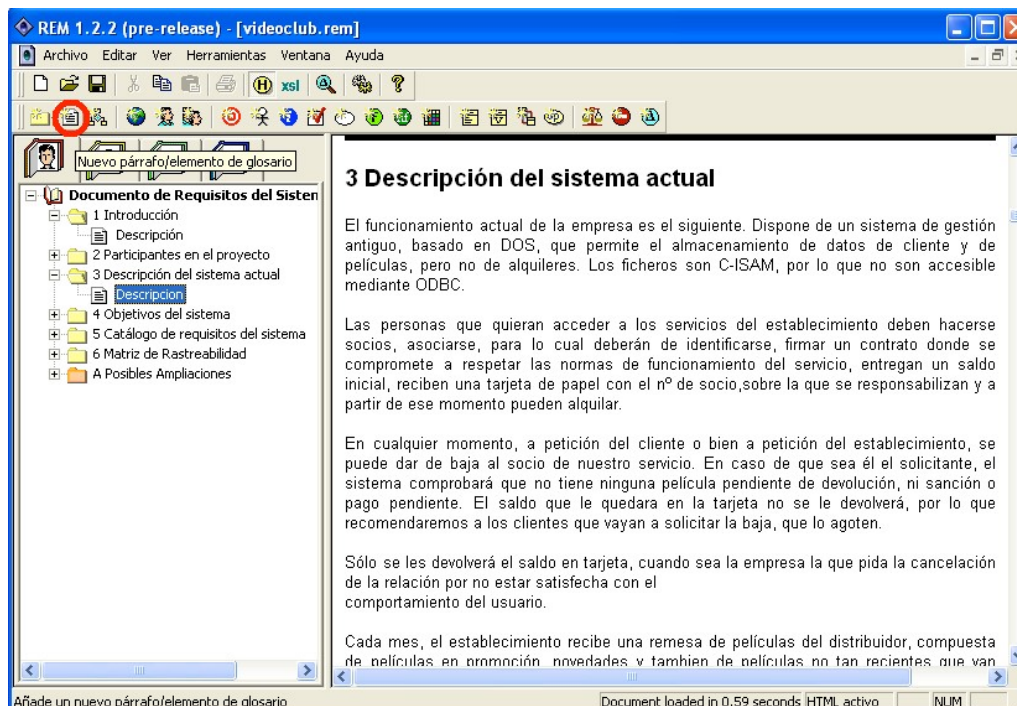 REM 1.2.2 (pre-release) - [videoclub.rem]
Archivo Editar Ver Herramientas Ventana Ayuda
H xsl
Nuevo párrafo/elemento de glosario
Documento de Requisitos del Sisten
1 Introducción
Descripción
2 Participantes en el proyecto
3 Descripción del sistema actual
Descripcion
4 Objetivos del sistema
5 Catálogo de requisitos del sistema
6 Matriz de Rastreabilidad
A Posibles Ampliaciones
3 Descripción del sistema actual
El funcionamiento actual de la empresa es el siguiente. Dispone de un sistema de gestión
antiguo, basado en DOS, que permite el almacenamiento de datos de cliente y de
películas, pero no de alquileres. Los ficheros son C-ISAM, por lo que no son accesible
mediante ODBC.
Las personas que quieran acceder a los servicios del establecimiento deben hacerse
socios, asociarse, para lo cual deberán de identificarse, firmar un contrato donde se
compromete a respetar las normas de funcionamiento del servicio, entregan un saldo
inicial, reciben una tarjeta de papel con el nº de socio,sobre la que se responsabilizan y a
partir de ese momento pueden alquilar.
En cualquier momento, a petición del cliente o bien a petición del establecimiento, se
puede dar de baja al socio de nuestro servicio. En caso de que sea él el solicitante, el
sistema comprobará que no tiene ninguna película pendiente de devolución, ni sanción o
pago pendiente. El saldo que le quedara en la tarjeta no se le devolverá, por lo que
recomendaremos a los clientes que vayan a solicitar la baja, que lo agoten.
Sólo se les devolverá el saldo en tarjeta, cuando sea la empresa la que pida la cancelación
de la relación por no estar satisfecha con el
comportamiento del usuario.
Cada mes, el establecimiento recibe una remesa de películas del distribuidor, compuesta
de películas en promoción, novedades y tambien de películas no tan recientes que van
Añade un nuevo párrafo/elemento de glosario
Document loaded in 0.59 seconds HTML activo NUM